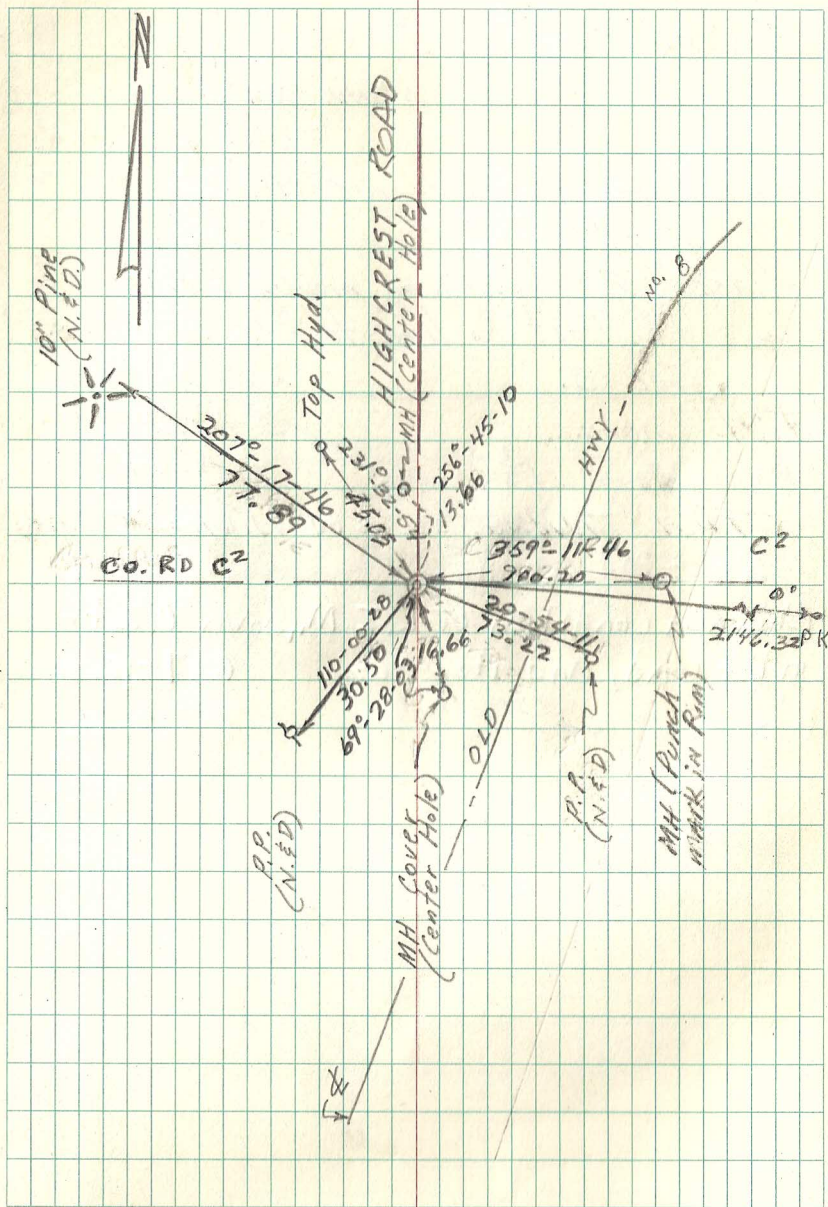 N
10" Pine
(N.&D.)
Top Hyd.
HIGHCREST ROAD
MH (Center Hole)
NO. 8
HWY
207°-17-46
77.89
231°
45.05
256°-45-10
13.66
CO. RD C²
359°-11-46
900.20
C²
0°
2146.32 PK
20-54-11
73.22
110-00-28
30.50
69°-28-03
16.66
OLD
P.P.
(N.&D)
MH Cover
(Center Hole)
P.P.
(N.&D)
MH (Punch
mark in Rim)